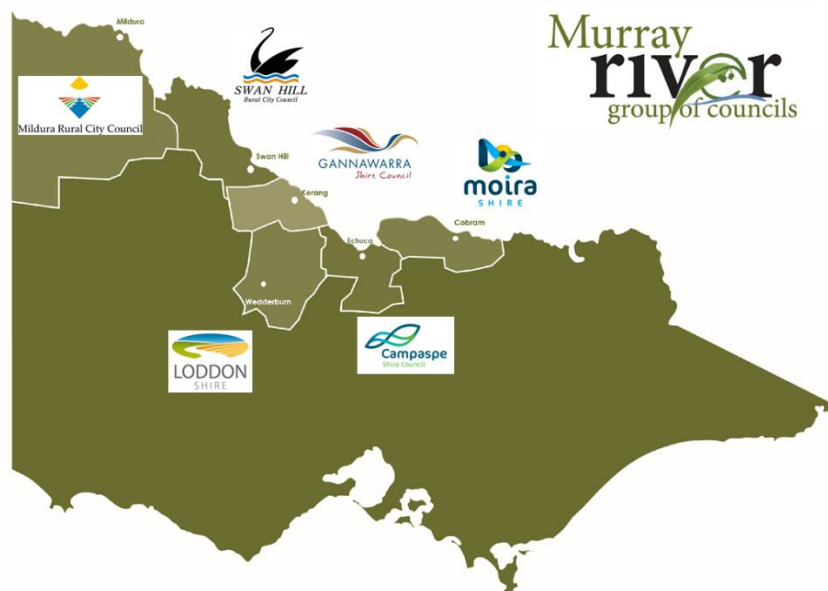 Murray
river
group of councils
Mildura
SWAN HILL
Rural City Council
Mildura Rural City Council
GANNAWARRA
Shire Council
moira
SHIRE
Swan Hill
Kerang
Cobram
Echuca
Wedderburn
LODDON
SHIRE
Campaspe
Shire Council